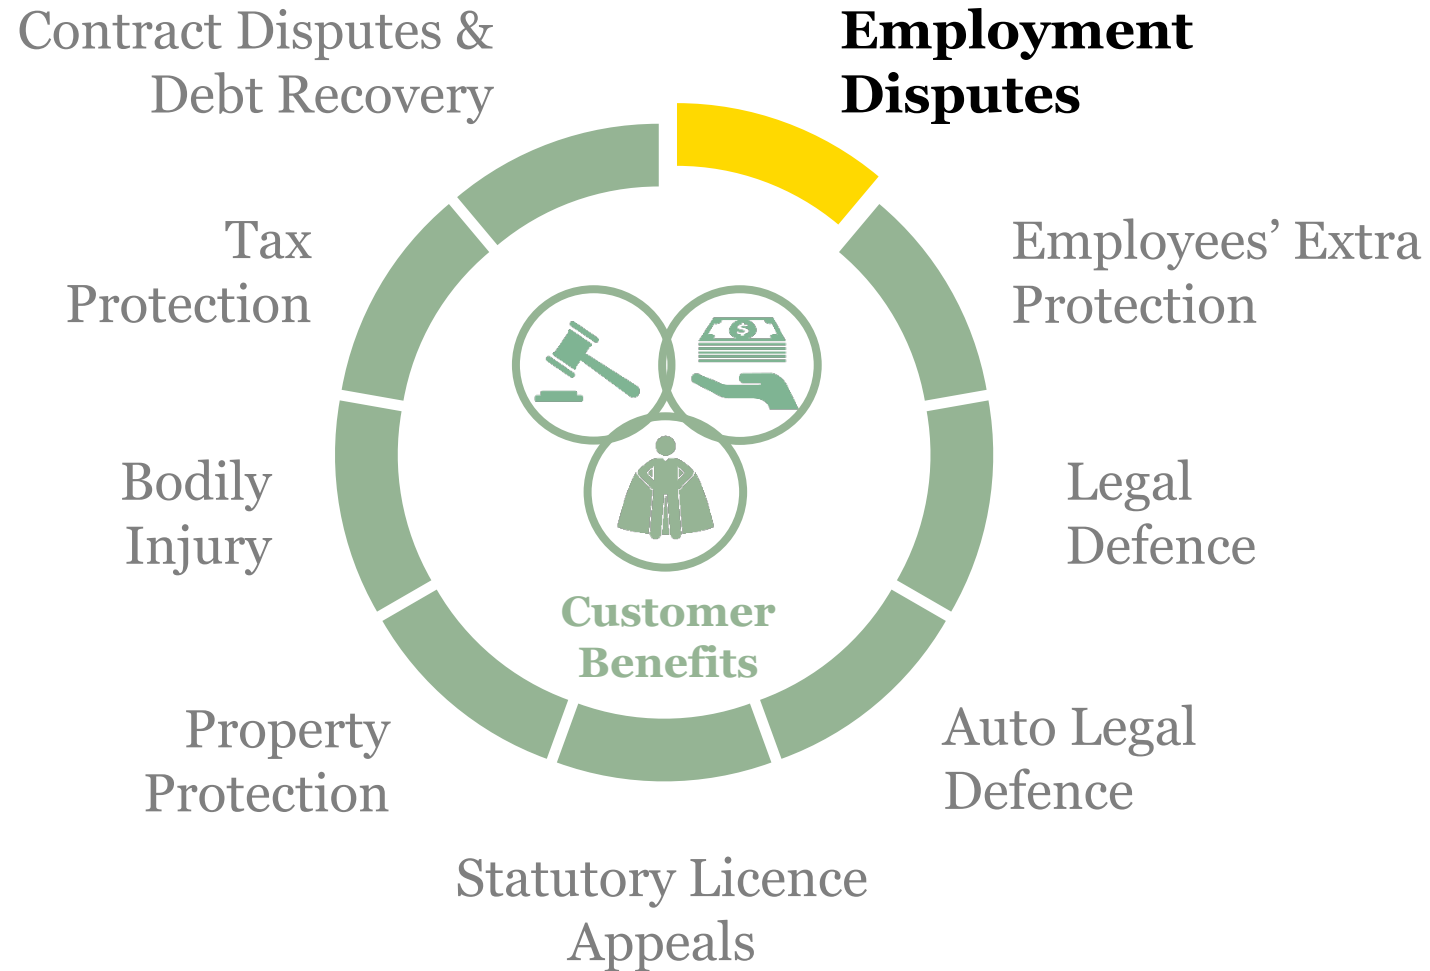 Contract Disputes &
Debt Recovery
Employment
Disputes
Tax
Protection
Employees’ Extra
Protection
Bodily
Injury
Legal
Defence
Customer
Benefits
Property
Protection
Auto Legal
Defence
Statutory Licence
Appeals